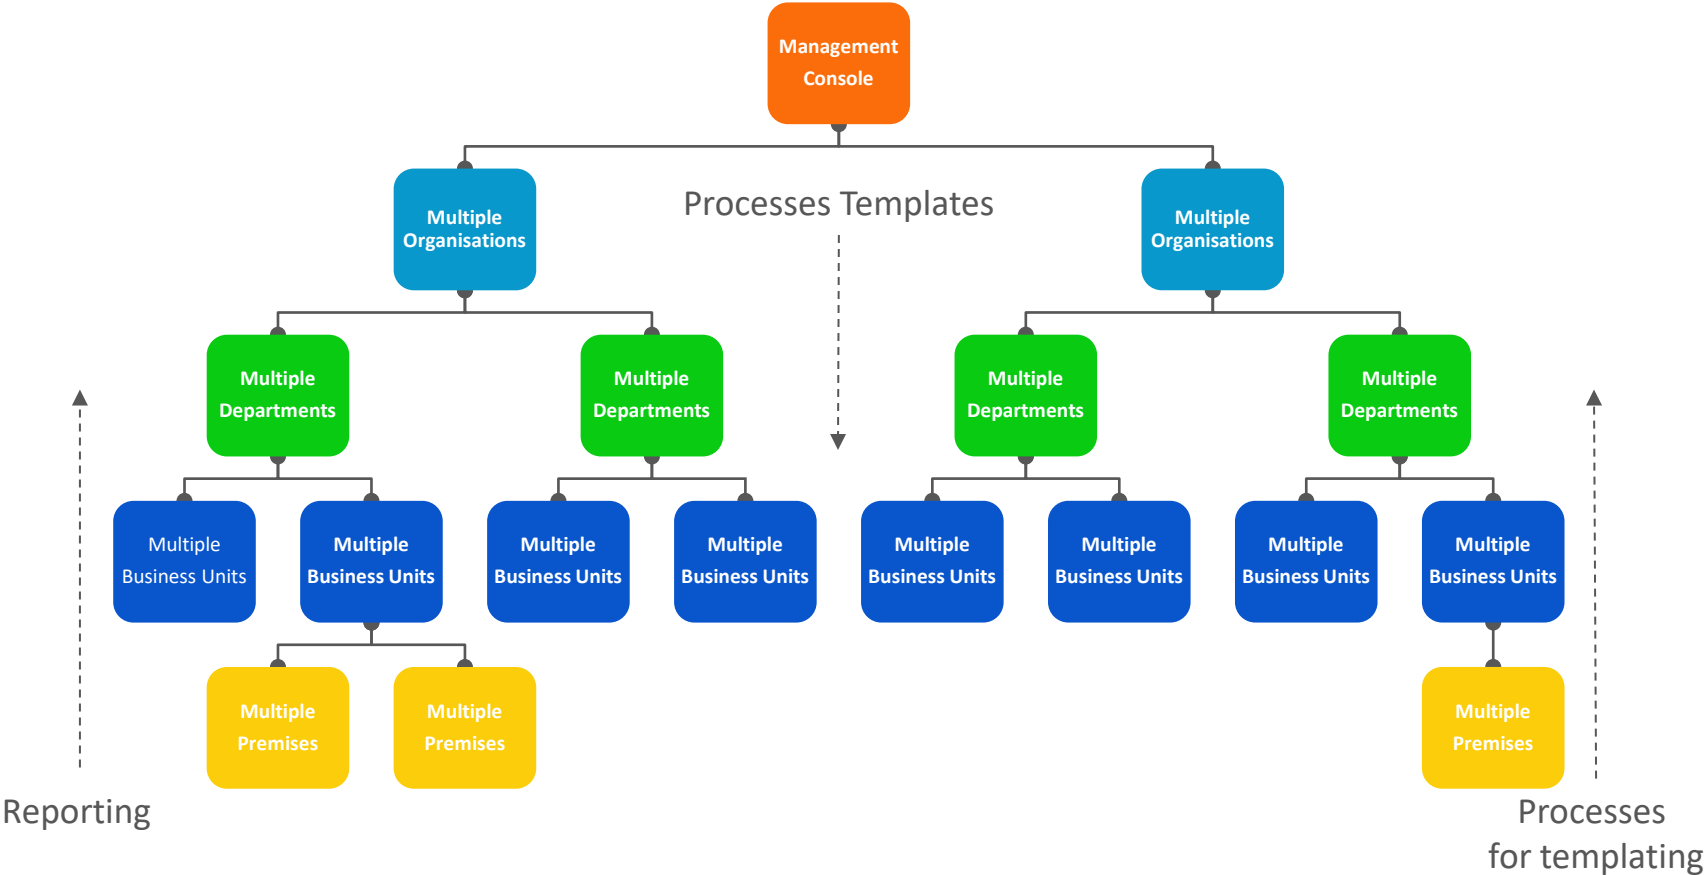 Management
Console
Multiple
Organisations
Processes Templates
Multiple
Organisations
Multiple
Departments
Multiple
Departments
Multiple
Departments
Multiple
Departments
Multiple
Business Units
Multiple
Business Units
Multiple
Business Units
Multiple
Business Units
Multiple
Business Units
Multiple
Business Units
Multiple
Business Units
Multiple
Business Units
Multiple
Premises
Multiple
Premises
Multiple
Premises
Reporting
Processes
for templating